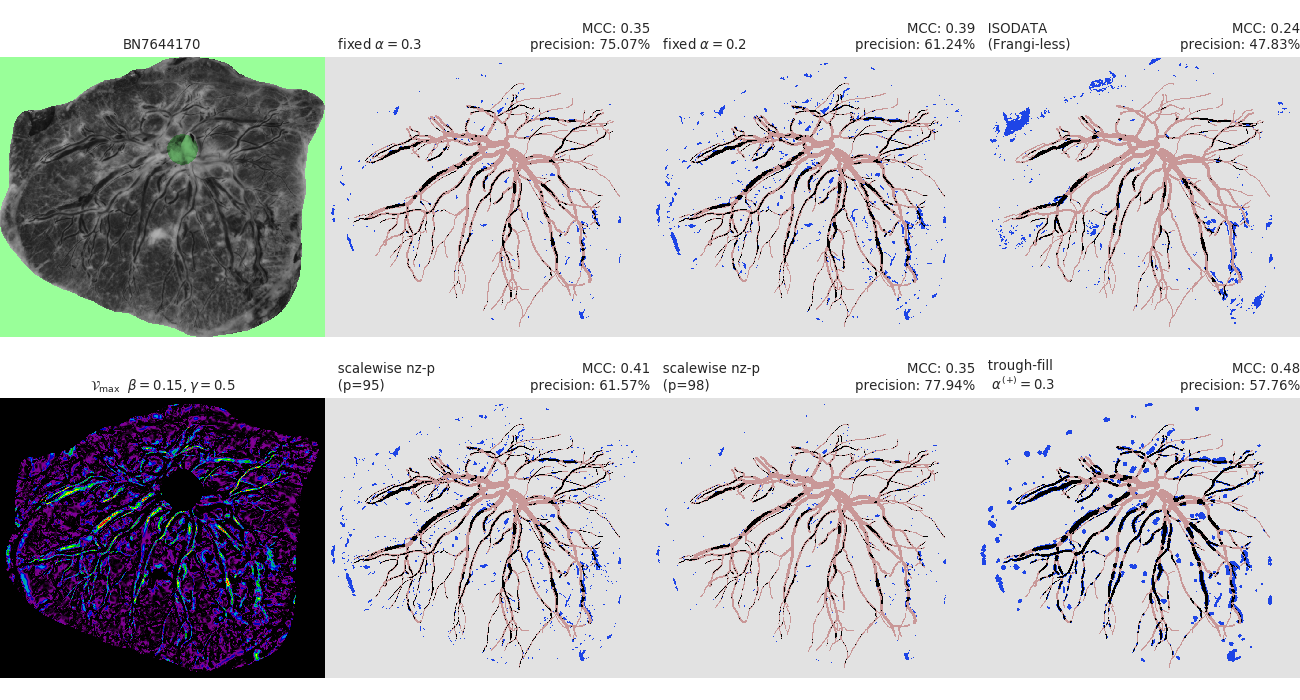 BN7644170
fixed α = 0.3
MCC: 0.35
precision: 75.07%
fixed α = 0.2
MCC: 0.39
precision: 61.24%
ISODATA
(Frangi-less)
MCC: 0.24
precision: 47.83%
𝒱max β = 0.15, γ = 0.5
scalewise nz-p
(p=95)
MCC: 0.41
precision: 61.57%
scalewise nz-p
(p=98)
MCC: 0.35
precision: 77.94%
trough-fill
α(+) = 0.3
MCC: 0.48
precision: 57.76%